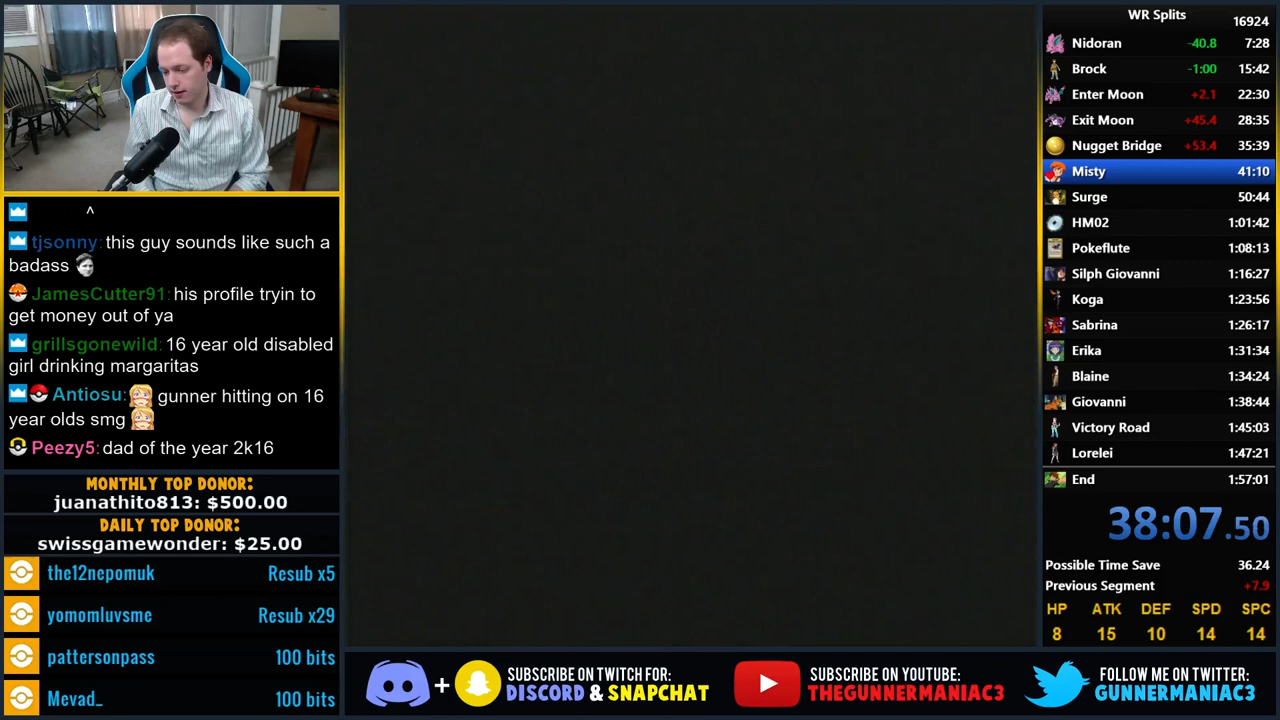 ^
tjsonny: this guy sounds like such a
badass
JamesCutter91: his profile tryin to
get money out of ya
grillsgonewild: 16 year old disabled
girl drinking margaritas
Antiosu: gunner hitting on 16
year olds smg
Peezy5: dad of the year 2k16
MONTHLY TOP DONOR:
juanathito813: $500.00
DAILY TOP DONOR:
swissgamewonder: $25.00
the12nepomuk Resub x5
yomomluvsme Resub x29
pattersonpass 100 bits
Mevad_ 100 bits
WR Splits 16924
Nidoran -40.8 7:28
Brock -1:00 15:42
Enter Moon +2.1 22:30
Exit Moon +45.4 28:35
Nugget Bridge +53.4 35:39
Misty 41:10
Surge 50:44
HM02 1:01:42
Pokeflute 1:08:13
Silph Giovanni 1:16:27
Koga 1:23:56
Sabrina 1:26:17
Erika 1:31:34
Blaine 1:34:24
Giovanni 1:38:44
Victory Road 1:45:03
Lorelei 1:47:21
End 1:57:01
38:07.50
Possible Time Save 36.24
Previous Segment +7.9
HP ATK DEF SPD SPC
8 15 10 14 14
+ SUBSCRIBE ON TWITCH FOR:
DISCORD & SNAPCHAT
SUBSCRIBE ON YOUTUBE:
THEGUNNERMANIAC3
FOLLOW ME ON TWITTER:
GUNNERMANIAC3